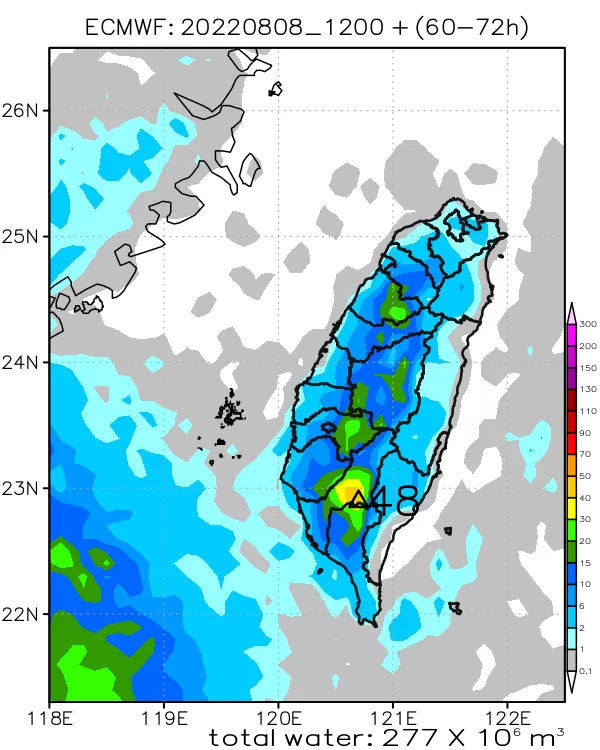 ECMWF: 20220808_1200 + (60−72h)
26N
25N
24N
23N
22N
118E 119E 120E 121E 122E
48
300
200
150
130
110
90
70
50
40
30
20
15
10
6
2
1
0.1
total water: 277 X 10⁶ m³